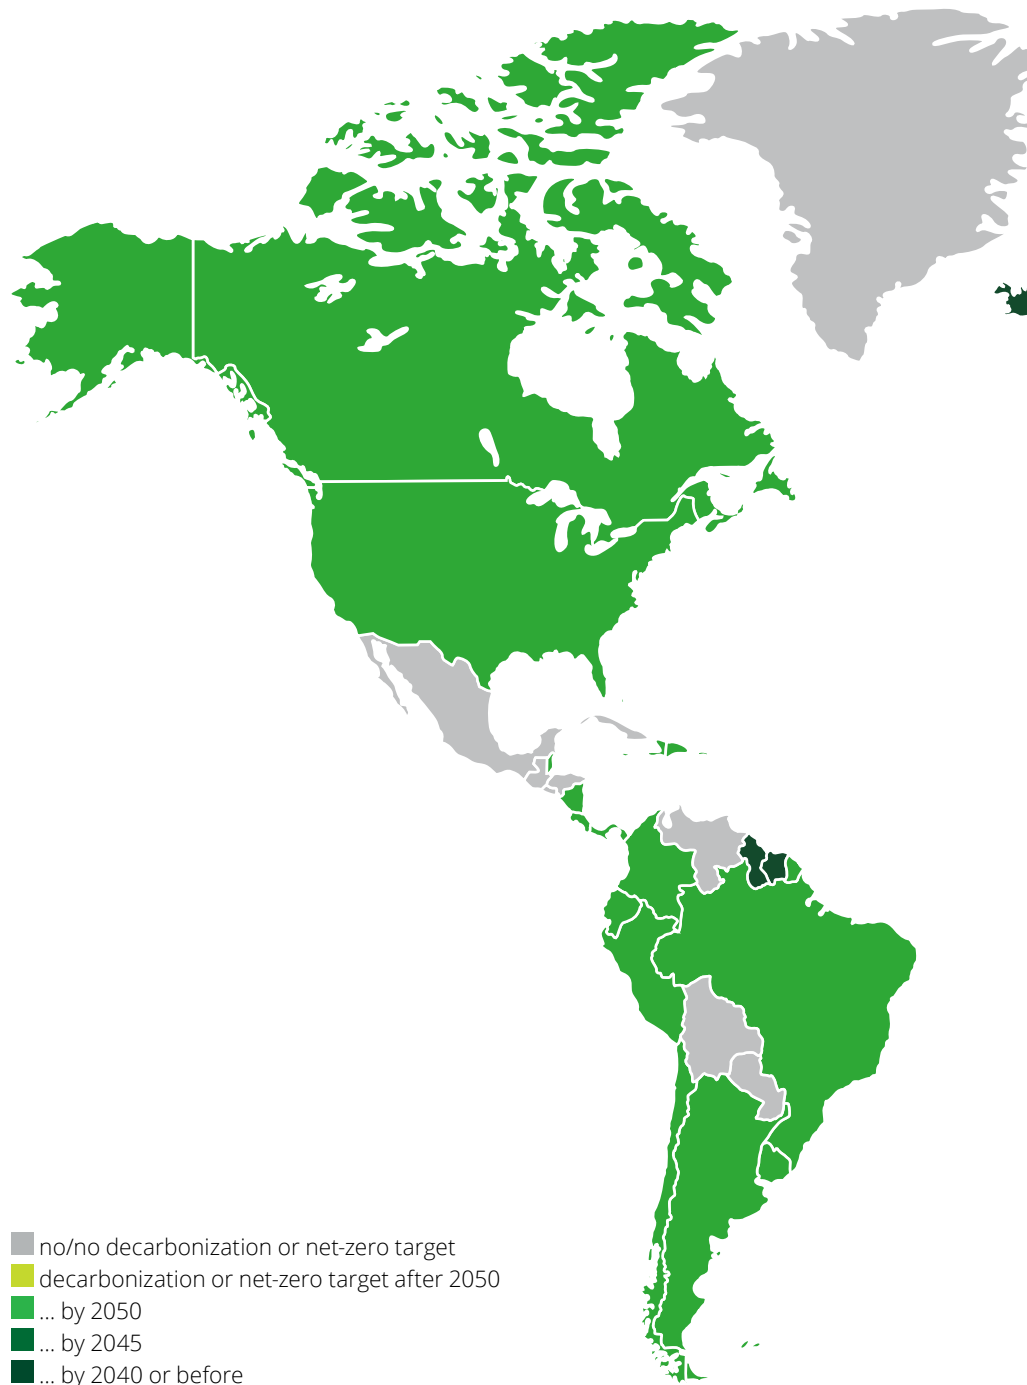 no/no decarbonization or net-zero target
decarbonization or net-zero target after 2050
... by 2050
... by 2045
... by 2040 or before